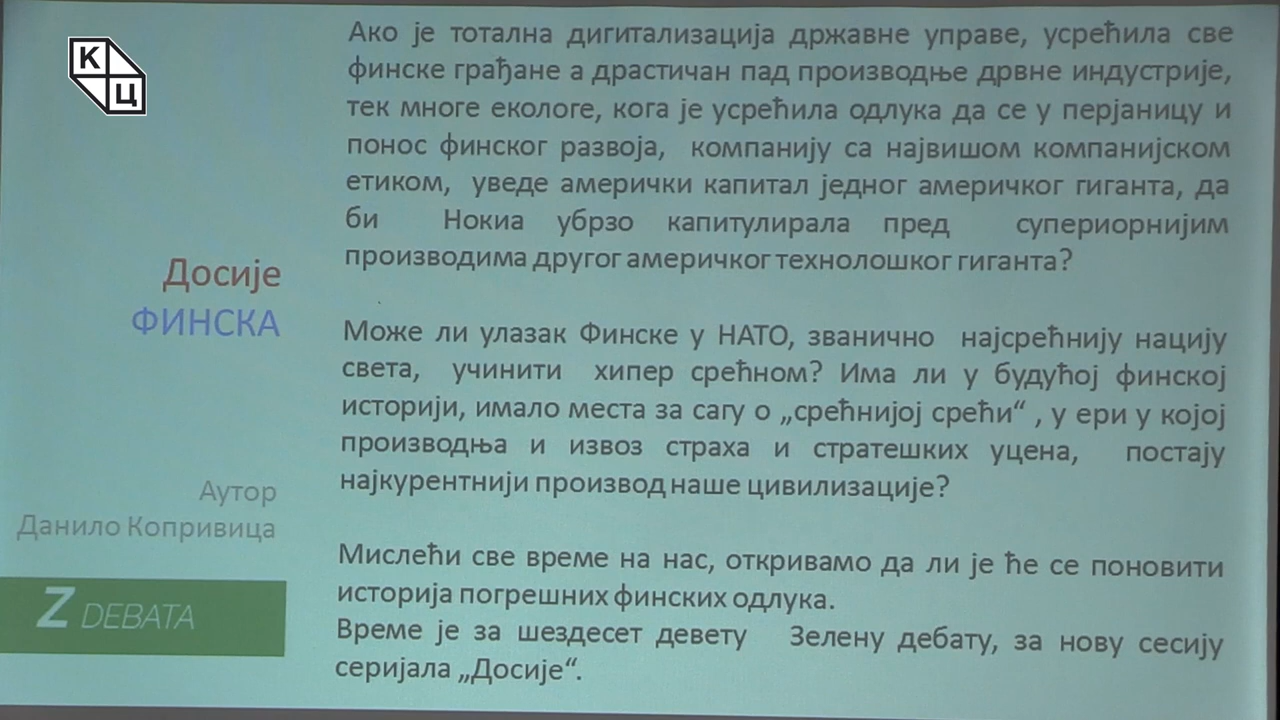 К
Ц
Ако је тотална дигитализација државне управе, усрећила све
финске грађане а драстичан пад производње дрвне индустрије,
тек многе екологе, кога је усрећила одлука да се у перјаницу и
понос финског развоја, компанију са највишом компанијском
етиком, уведе амерички капитал једног америчког гиганта, да
би Нокиа убрзо капитулирала пред супериорнијим
производима другог америчког технолошког гиганта?
Досије
ФИНСКА
Може ли улазак Финске у НАТО, званично најсрећнију нацију
света, учинити хипер срећном? Има ли у будућој финској
историји, имало места за сагу о „срећнијој срећи“ , у ери у којој
производња и извоз страха и стратешких уцена, постају
најкурентнији производ наше цивилизације?
Аутор
Данило Копривица
Мислећи све време на нас, откривамо да ли је ће се поновити
историја погрешних финских одлука.
Време је за шездесет девету Зелену дебату, за нову сесију
серијала „Досије“.
Z DEBATA